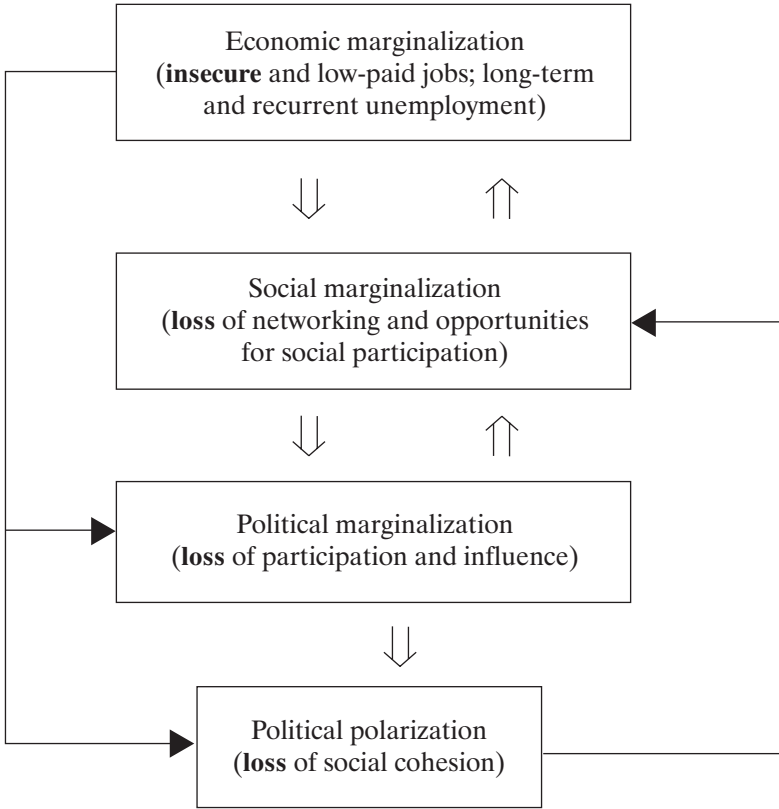 Economic marginalization
(insecure and low-paid jobs; long-term
and recurrent unemployment)
Social marginalization
(loss of networking and opportunities
for social participation)
Political marginalization
(loss of participation and influence)
Political polarization
(loss of social cohesion)